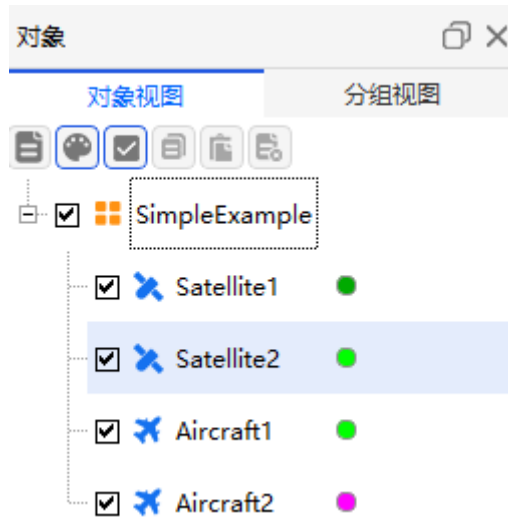 对象
对象视图 分组视图
SimpleExample
Satellite1
Satellite2
Aircraft1
Aircraft2